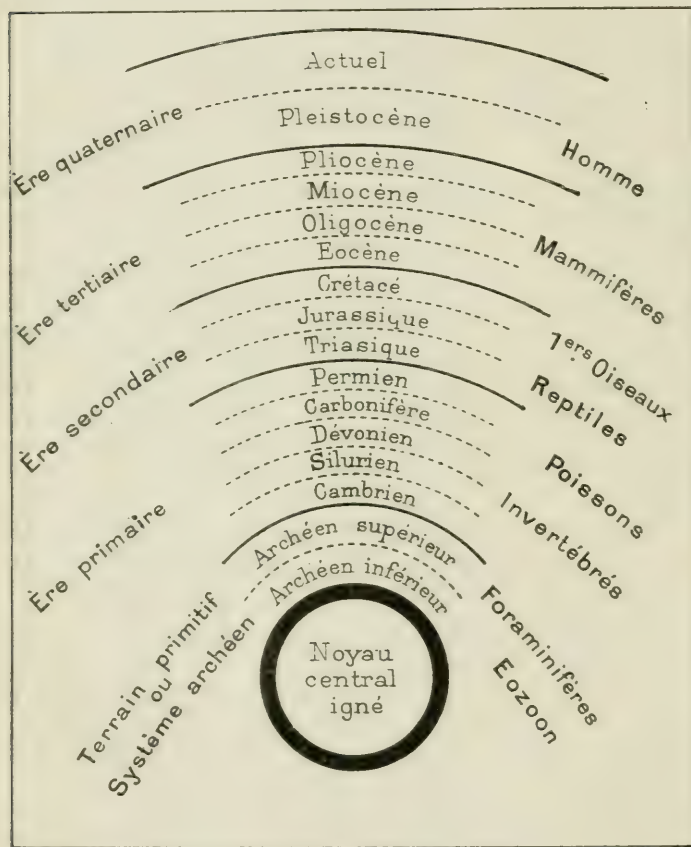 Actuel
Pleistocène
Pliocène
Miocène
Oligocène
Eocène
Crétacé
Jurassique
Triasique
Permien
Carbonifère
Dévonien
Silurien
Cambrien
Archéen supérieur
Archéen inférieur
Noyau
central
igné
Ère quaternaire
Ère tertiaire
Ère secondaire
Ère primaire
Terrain primitif
ou
Système archéen
Homme
Mammifères
1ers Oiseaux
Reptiles
Poissons
Invertébrés
Foraminifères
Eozoon